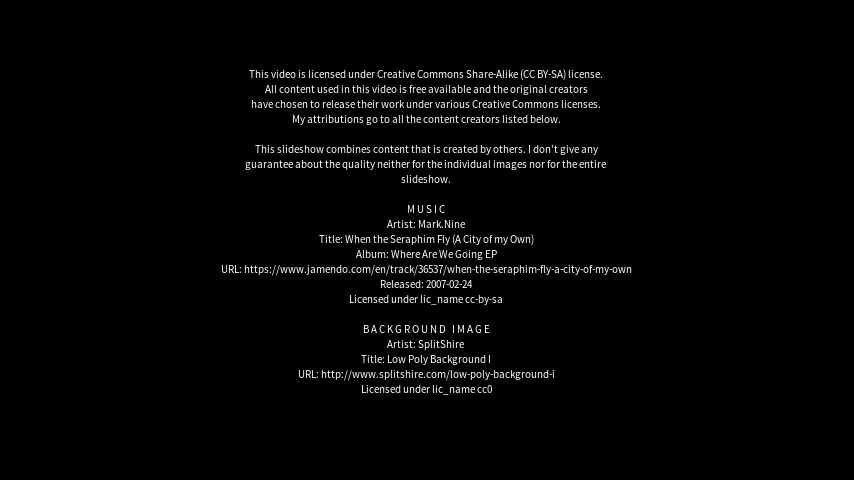 This video is licensed under Creative Commons Share-Alike (CC BY-SA) license.
All content used in this video is free available and the original creators
have chosen to release their work under various Creative Commons licenses.
My attributions go to all the content creators listed below.
This slideshow combines content that is created by others. I don't give any
guarantee about the quality neither for the individual images nor for the entire
slideshow.
MUSIC
Artist: Mark.Nine
Title: When the Seraphim Fly (A City of my Own)
Album: Where Are We Going EP
URL: https://www.jamendo.com/en/track/36537/when-the-seraphim-fly-a-city-of-my-own
Released: 2007-02-24
Licensed under lic_name cc-by-sa
BACKGROUND IMAGE
Artist: SplitShire
Title: Low Poly Background I
URL: http://www.splitshire.com/low-poly-background-i
Licensed under lic_name cc0